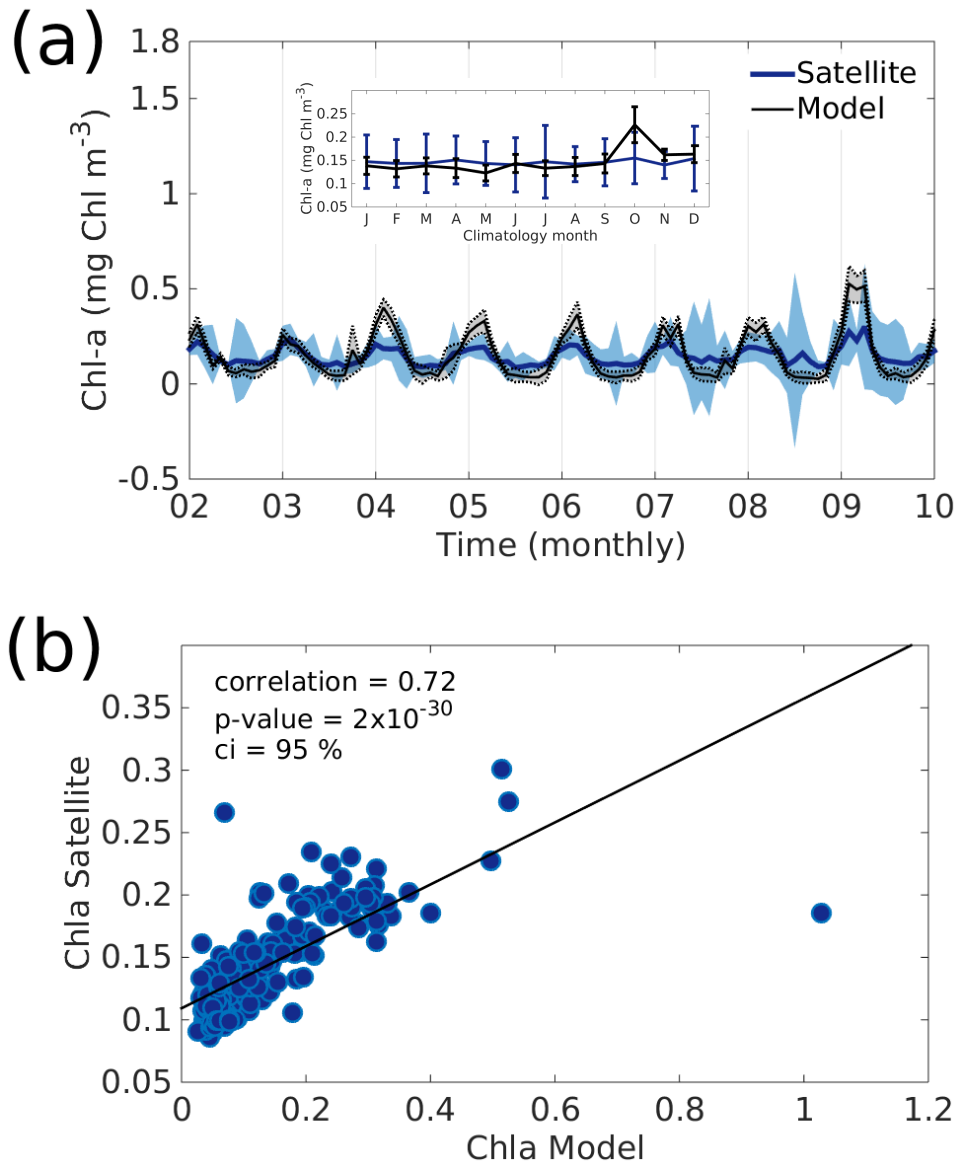 (a)
Chl-a (mg Chl m-3)
1.8
1.5
1
0.5
0
-0.5
Satellite
Model
Chl-a (mg Chl m-3)
0.25
0.2
0.15
0.1
0.05
J F M A M J J A S O N D
Climatology month
02 03 04 05 06 07 08 09 10
Time (monthly)
(b)
Chla Satellite
correlation = 0.72
p-value = 2x10-30
ci = 95 %
0.35
0.3
0.25
0.2
0.15
0.1
0.05
0 0.2 0.4 0.6 0.8 1 1.2
Chla Model